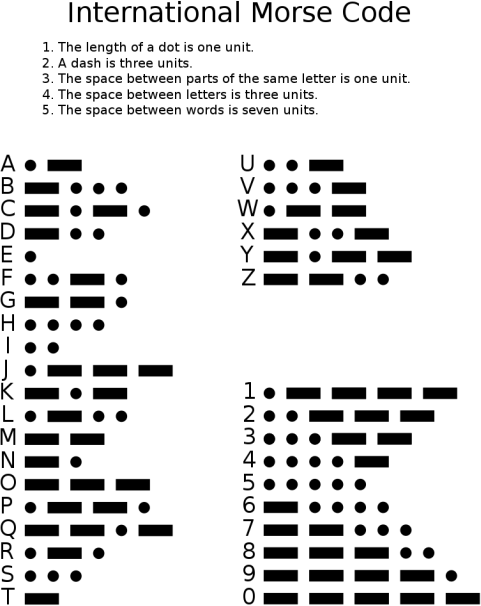 International Morse Code
1. The length of a dot is one unit.
2. A dash is three units.
3. The space between parts of the same letter is one unit.
4. The space between letters is three units.
5. The space between words is seven units.
A
B
C
D
E
F
G
H
I
J
K
L
M
N
O
P
Q
R
S
T
U
V
W
X
Y
Z
1
2
3
4
5
6
7
8
9
0